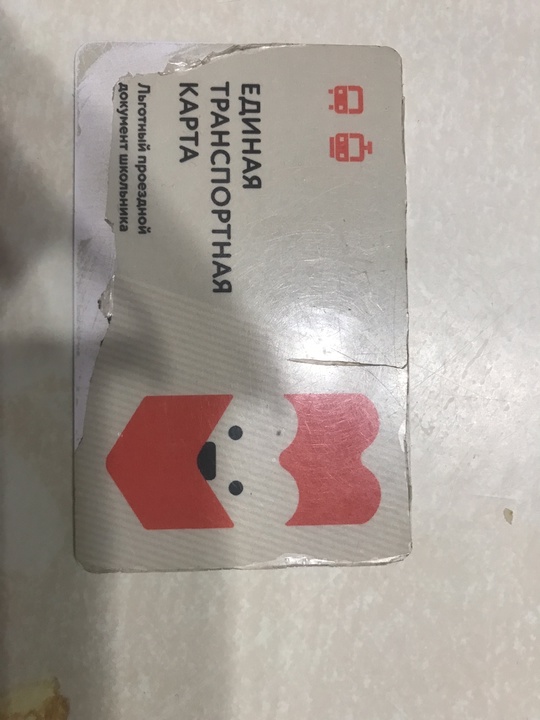 ЕДИНАЯ
ТРАНСПОРТНАЯ
КАРТА
Льготный проездной
документ школьника